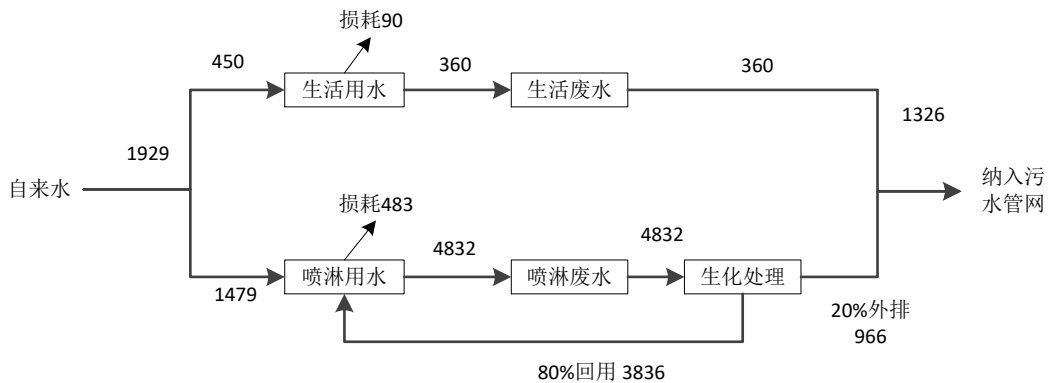 损耗90
450
360
360
生活用水
生活废水
1326
1929
自来水
纳入污
水管网
损耗483
4832
4832
喷淋用水
喷淋废水
生化处理
1479
20%外排
966
80%回用 3836